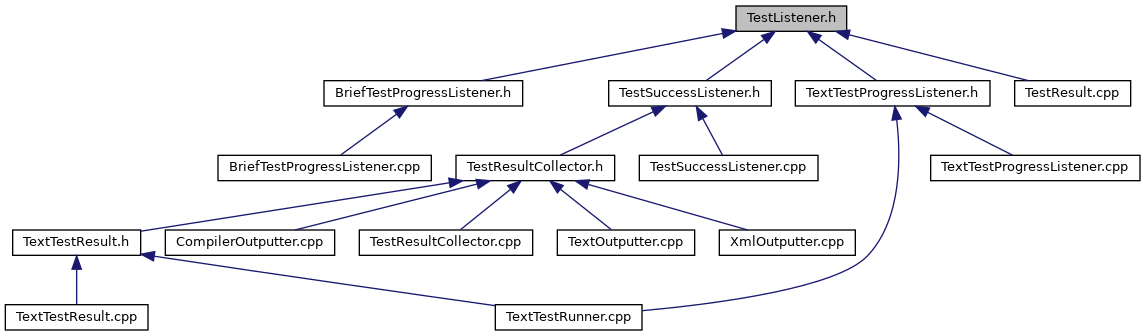 TestListener.h
BriefTestProgressListener.h
TestSuccessListener.h
TextTestProgressListener.h
TestResult.cpp
BriefTestProgressListener.cpp
TestResultCollector.h
TestSuccessListener.cpp
TextTestProgressListener.cpp
TextTestResult.h
CompilerOutputter.cpp
TestResultCollector.cpp
TextOutputter.cpp
XmlOutputter.cpp
TextTestResult.cpp
TextTestRunner.cpp